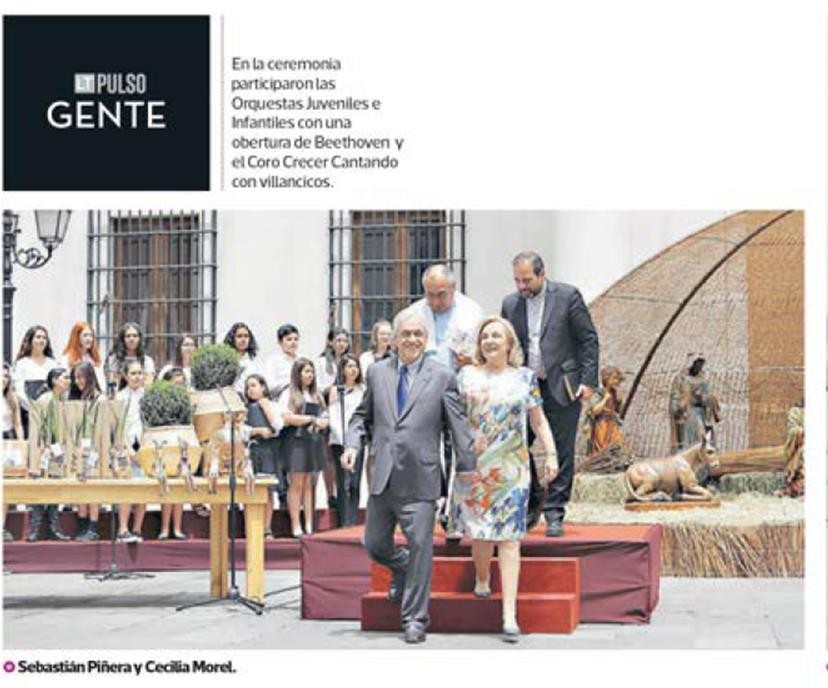 LT PULSO
GENTE
En la ceremonia
participaron las
Orquestas Juveniles e
Infantiles con una
obertura de Beethoven y
el Coro Crecer Cantando
con villancicos.
Sebastián Piñera y Cecilia Morel.